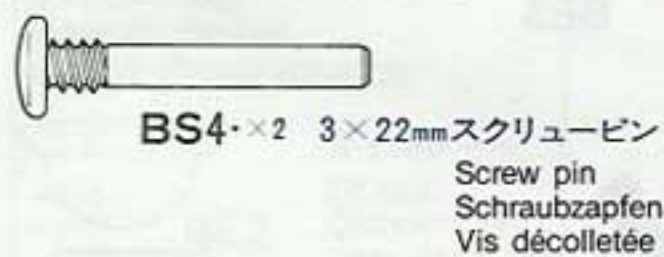 BS4・×2 3×22mmスクリューピン
Screw pin
Schraubzapfen
Vis décolletée